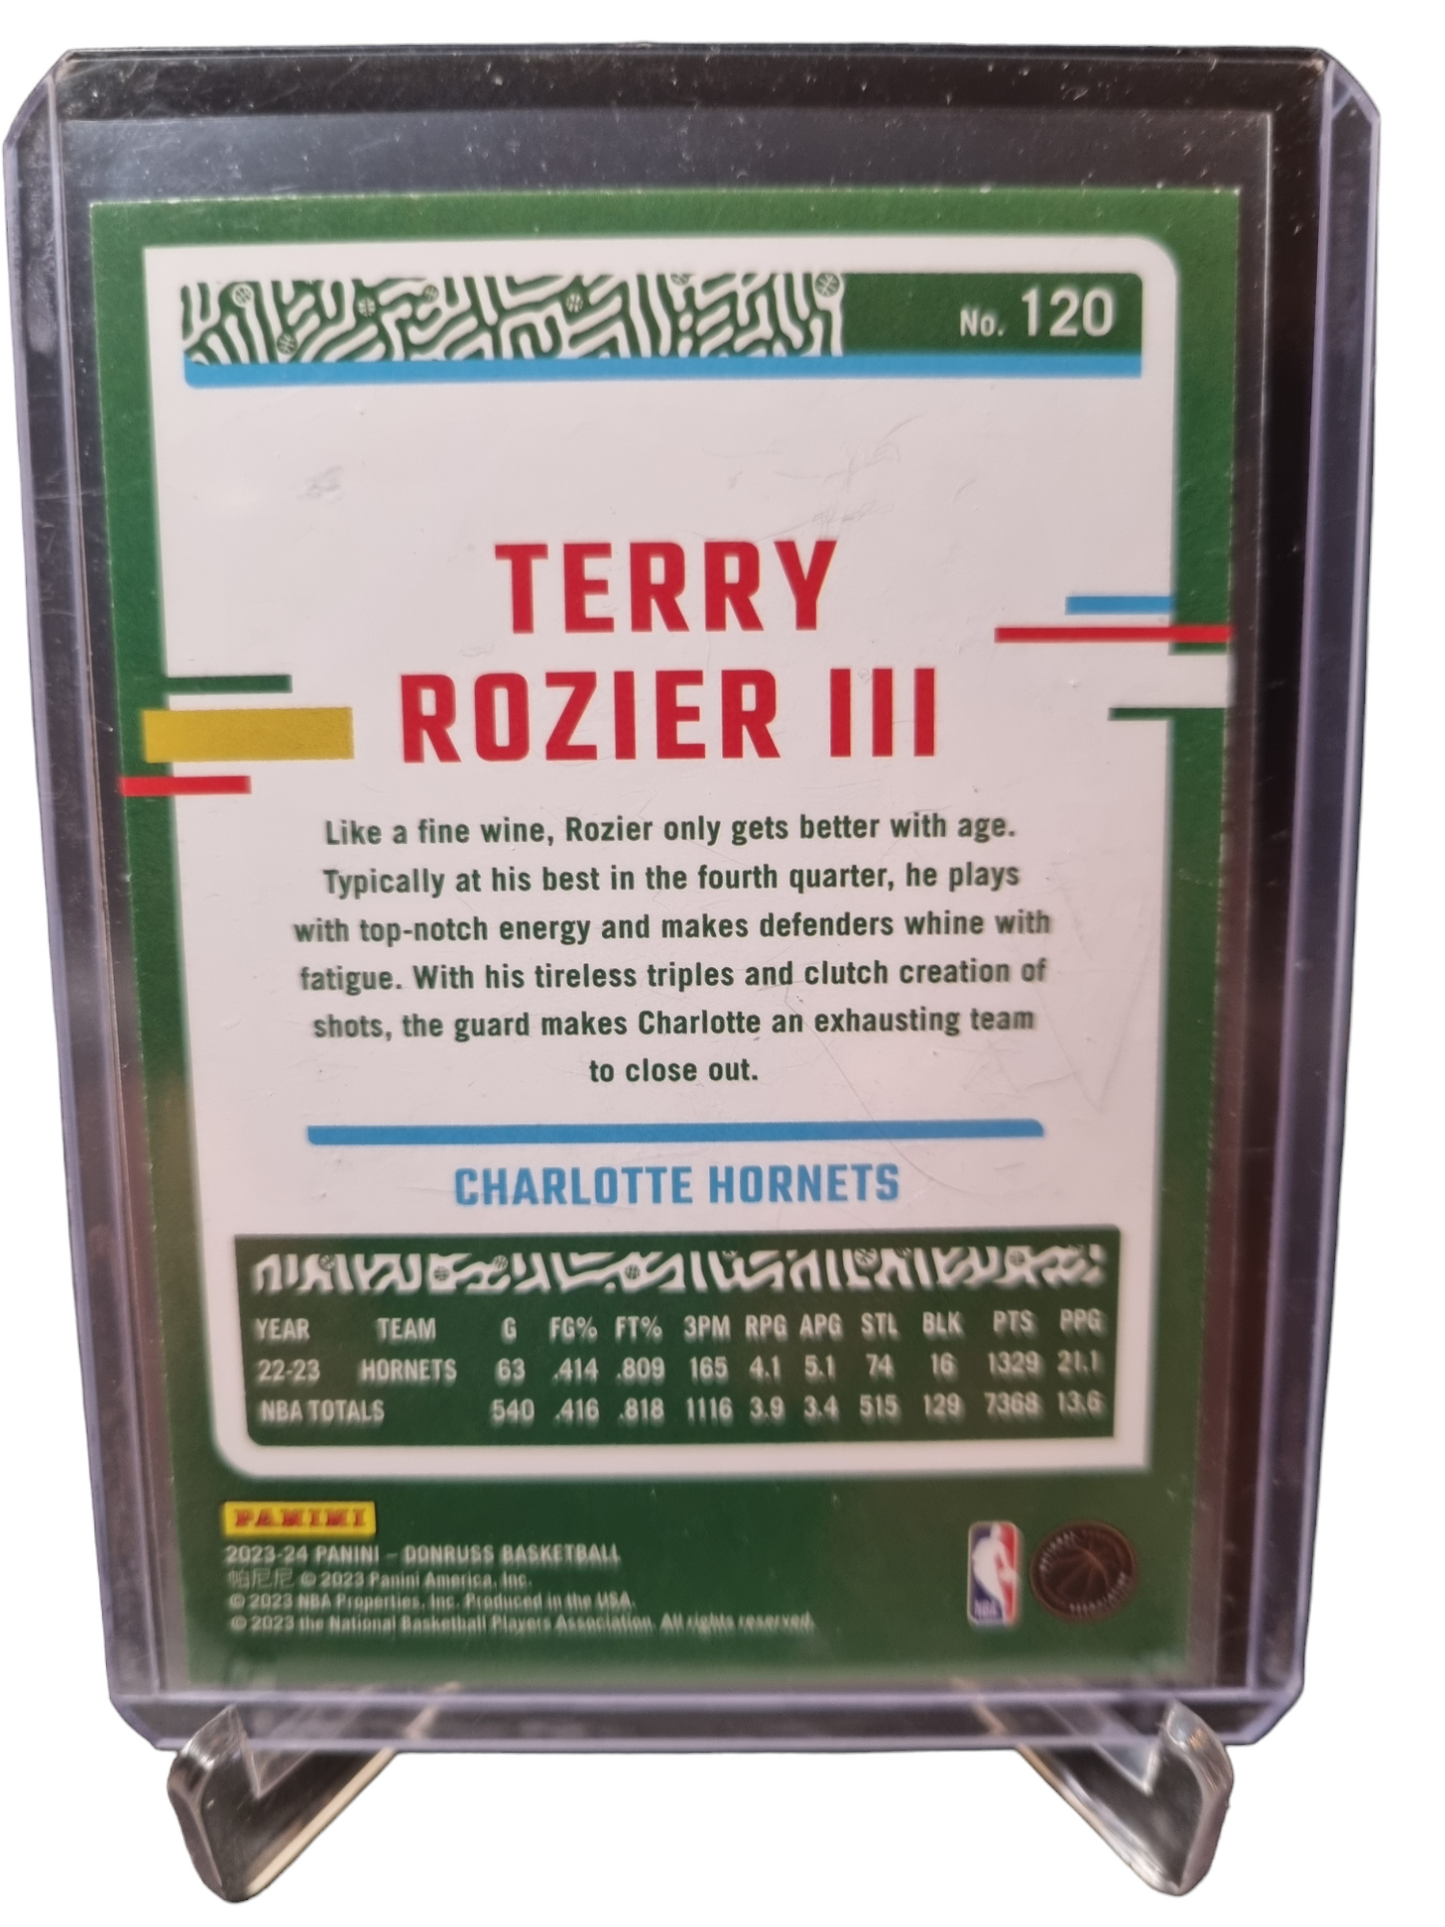 No. 120
TERRY
ROZIER III
Like a fine wine, Rozier only gets better with age.
Typically at his best in the fourth quarter, he plays
with top-notch energy and makes defenders whine with
fatigue. With his tireless triples and clutch creation of
shots, the guard makes Charlotte an exhausting team
to close out.
CHARLOTTE HORNETS
YEAR TEAM G FG% FT% 3PM RPG APG STL BLK PTS PPG
22-23 HORNETS 63 .414 .809 165 4.1 5.1 74 16 1329 21.1
NBA TOTALS 540 .416 .818 1116 3.9 3.4 515 129 7368 13.6
PANINI
2023-24 PANINI – DONRUSS BASKETBALL
帕尼尼 © 2023 Panini America, Inc.
© 2023 NBA Properties, Inc. Produced in the USA.
© 2023 the National Basketball Players Association. All rights reserved.
NBA